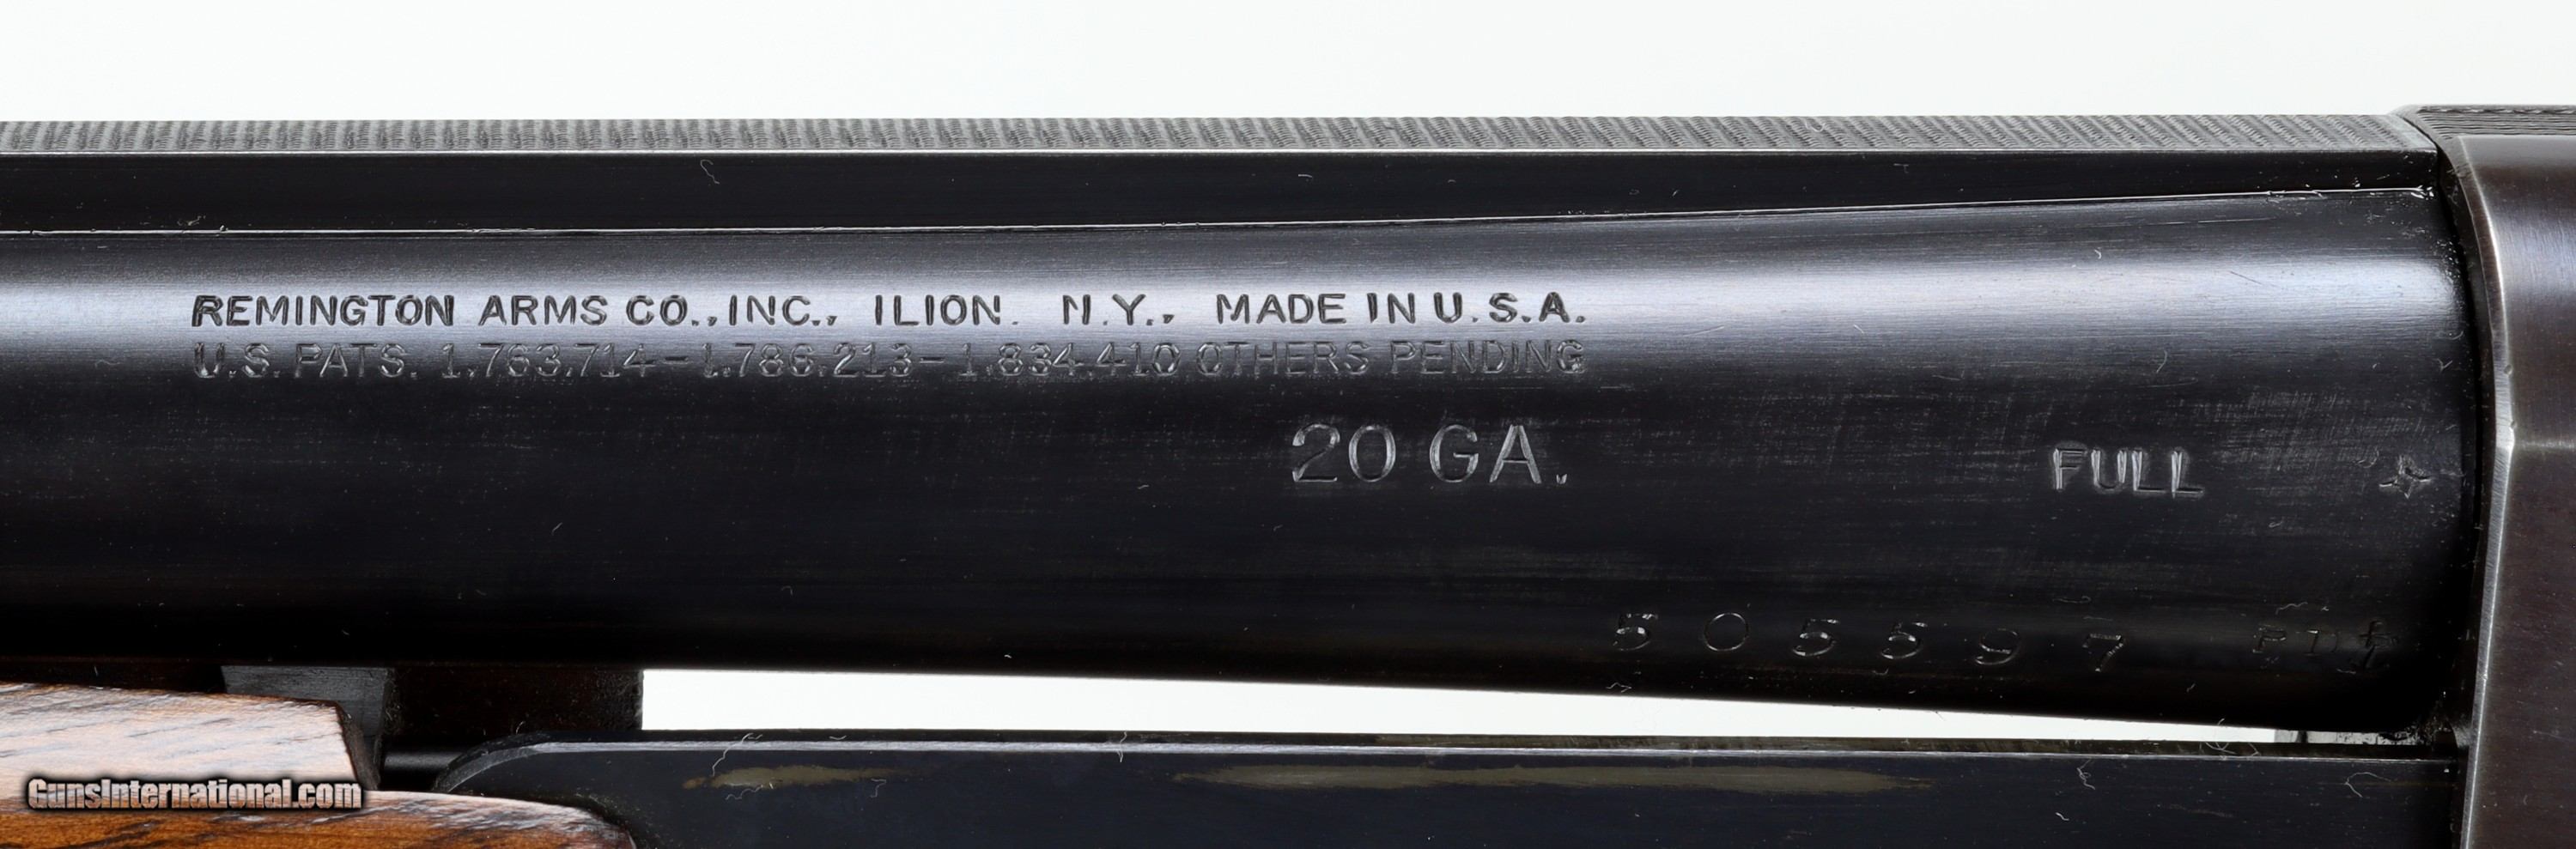 REMINGTON ARMS CO., INC., ILION. N.Y., MADE IN U.S.A.
U.S. PATS. 1,763,714-1,786,213-1,834,410 OTHERS PENDING
20 GA.
FULL
505597
GunsInternational.com